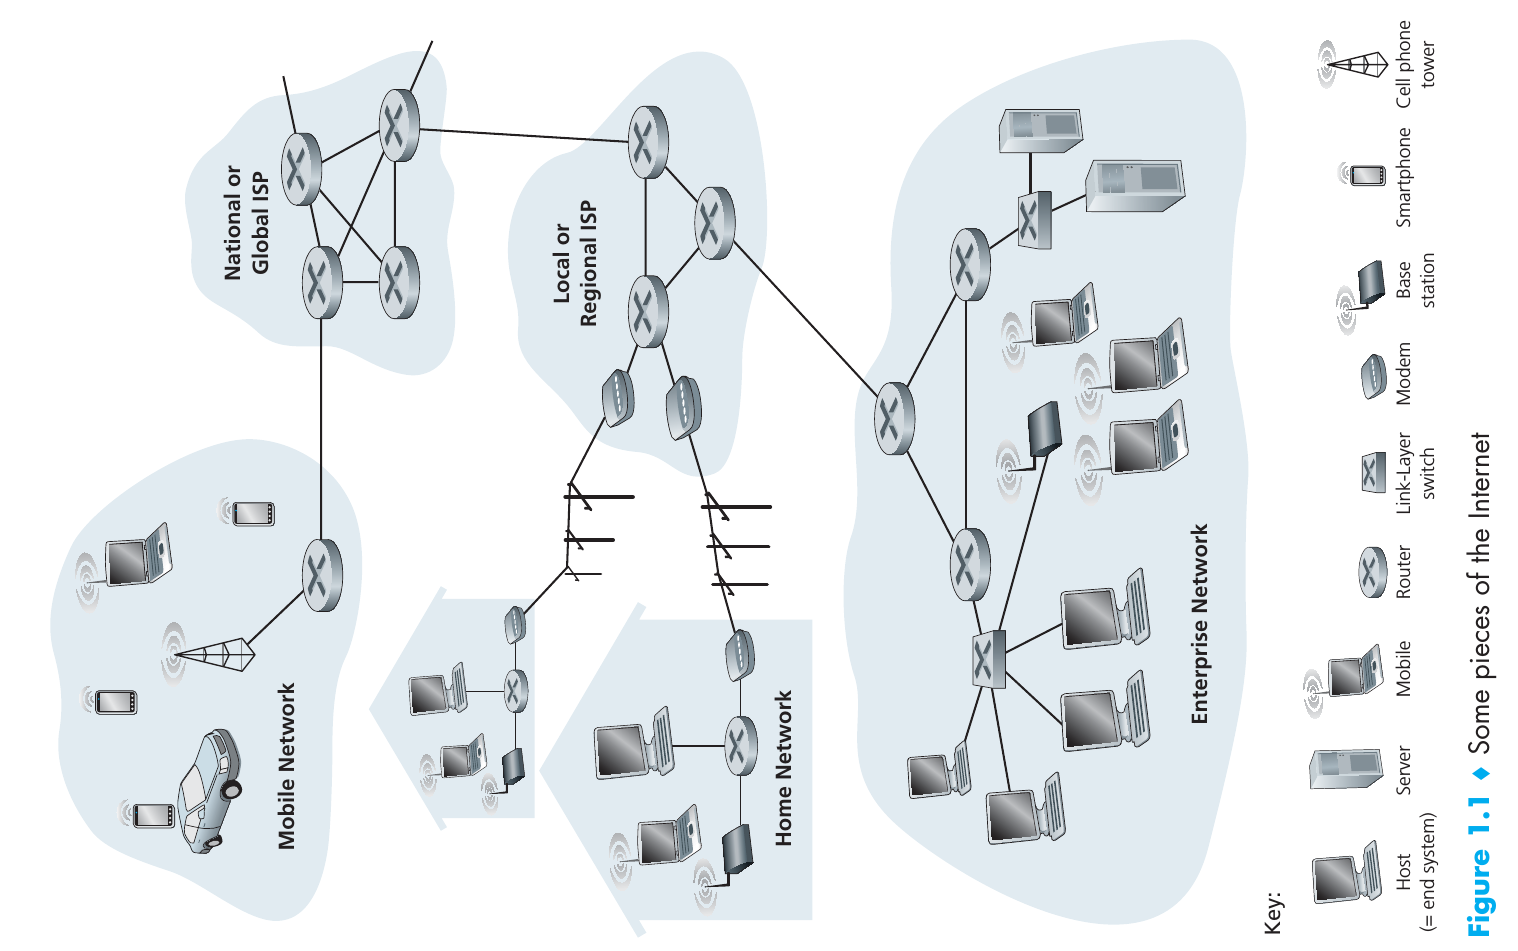 National or
Global ISP
Mobile Network
Local or
Regional ISP
Home Network
Enterprise Network
Key:
Host
(= end system)
Server
Mobile
Router
Link-Layer
switch
Modem
Base
station
Smartphone
Cell phone
tower
Figure 1.1 ♦ Some pieces of the Internet